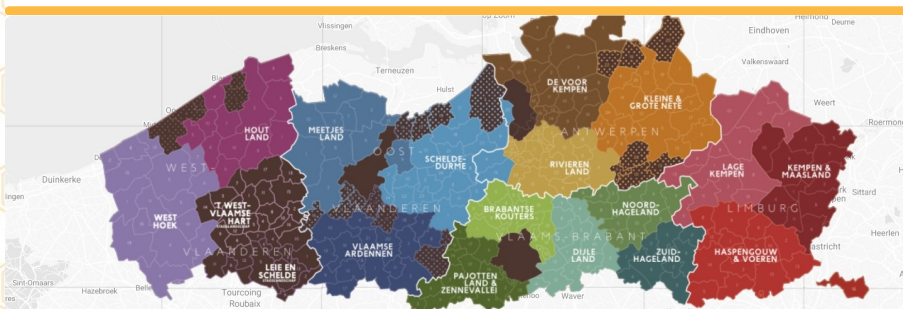 Vlissingen
Breskens
Terneuzen
Hulst
Eindhoven
Deurne
Valkenswaard
Weert
Roermond
Sittard
Heerlen
Duinkerke
Sint-Omaars
Hazebroek
Tourcoing
Roubaix
Waver
HOUT
LAND
MEETJES
LAND
SCHELDE-
DURME
DE VOOR
KEMPEN
KLEINE &
GROTE NETE
RIVIEREN
LAND
LAGE
KEMPEN
KEMPEN &
MAASLAND
WEST
HOEK
'T WEST-
VLAAMSE
HART
LEIE EN
SCHELDE
VLAAMSE
ARDENNEN
BRABANTSE
KOUTERS
PAJOTTEN
LAND &
ZENNEVALLEI
DIJLE
LAND
NOORD-
HAGELAND
ZUID-
HAGELAND
HASPENGOUW
& VOEREN
WEST-
VLAANDEREN
OOST
VLAANDEREN
ANTWERPEN
VLAAMS-BRABANT
LIMBURG